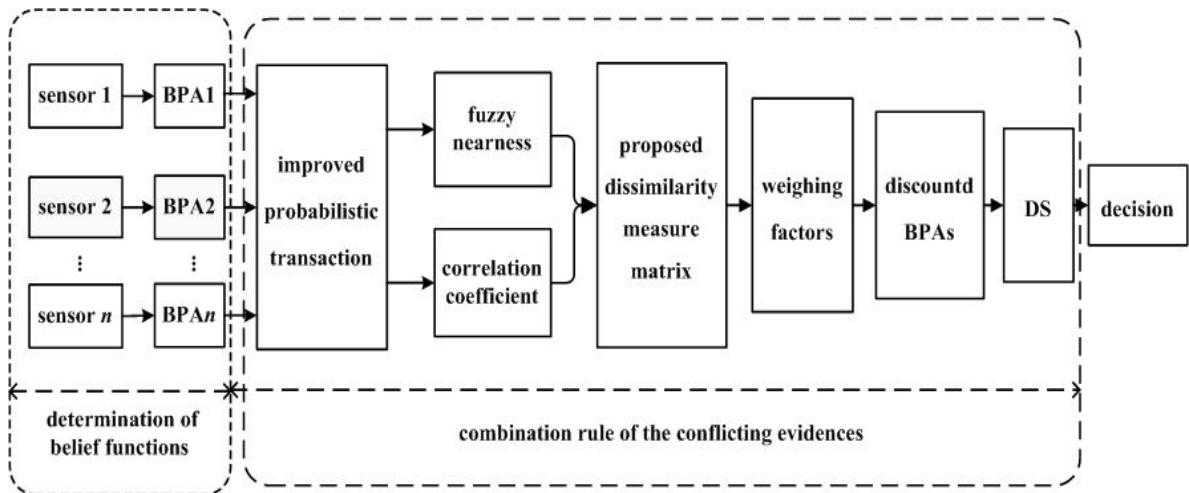 sensor 1
BPA1
sensor 2
BPA2
⋮
⋮
sensor n
BPAn
improved
probabilistic
transaction
fuzzy
nearness
correlation
coefficient
proposed
dissimilarity
measure
matrix
weighing
factors
discountd
BPAs
DS
decision
determination of
belief functions
combination rule of the conflicting evidences